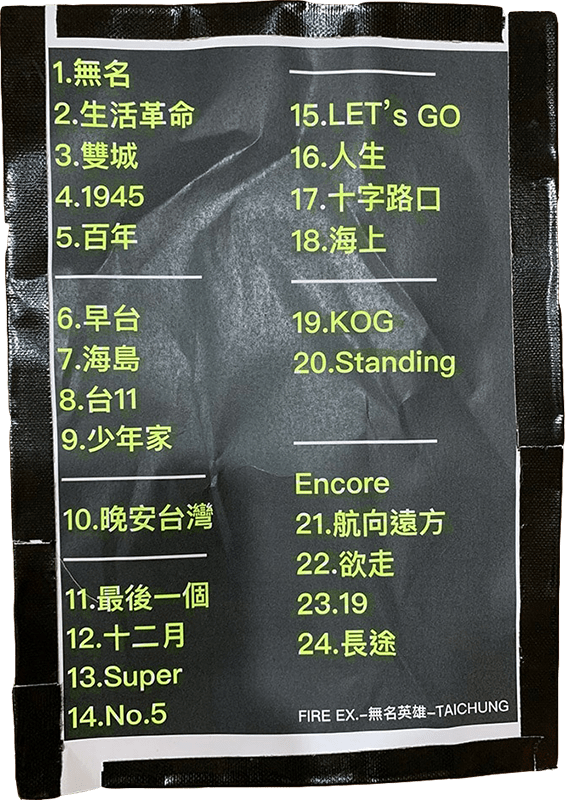 1.無名
2.生活革命
3.雙城
4.1945
5.百年
6.早台
7.海島
8.台11
9.少年家
10.晚安台灣
11.最後一個
12.十二月
13.Super
14.No.5
15.LET’s GO
16.人生
17.十字路口
18.海上
19.KOG
20.Standing
Encore
21.航向遠方
22.欲走
23.19
24.長途
FIRE EX.–無名英雄–TAICHUNG